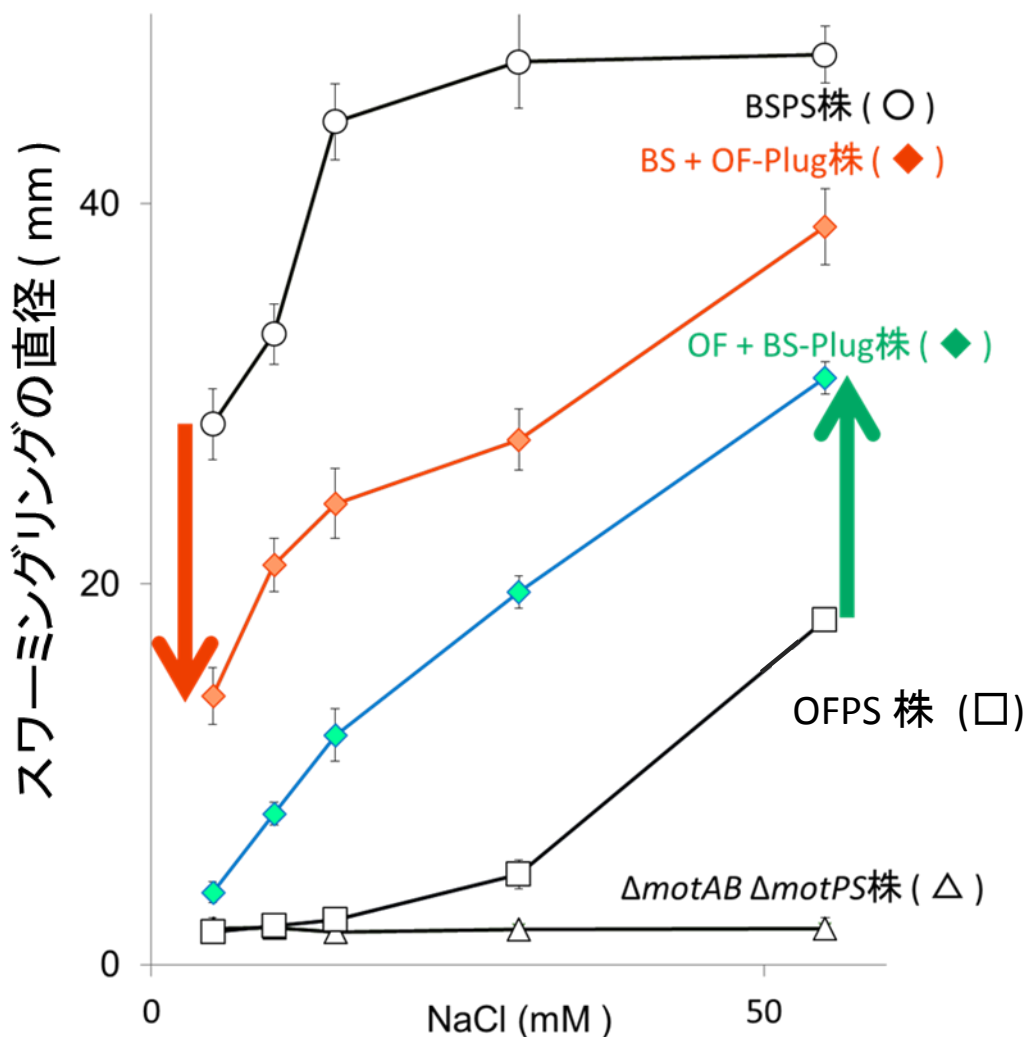 スワーミングリングの直径 ( mm )
40
20
0
BSPS株 ( ○ )
BS + OF-Plug株 ( ◆ )
OF + BS-Plug株 ( ◆ )
OFPS 株 (□)
ΔmotAB ΔmotPS株 ( △ )
0
50
NaCl (mM )